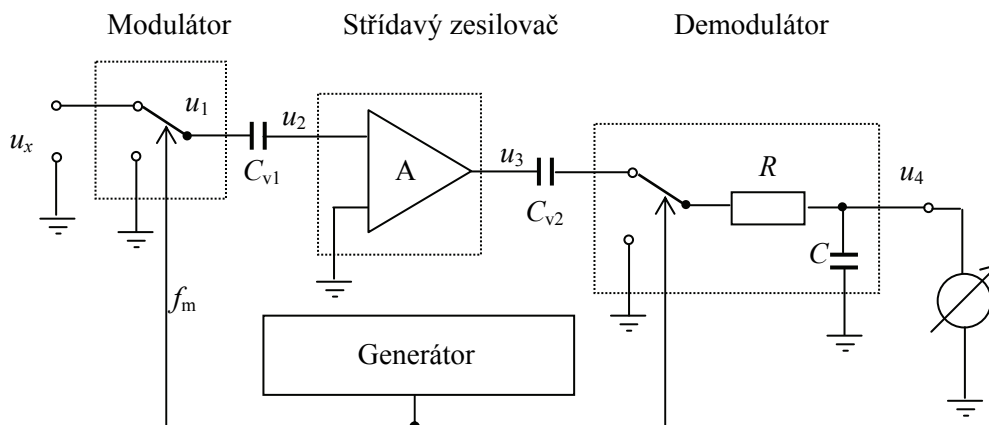 Modulátor
Střídavý zesilovač
Demodulátor
u1
u2
ux
Cv1
A
u3
Cv2
R
u4
C
fm
Generátor